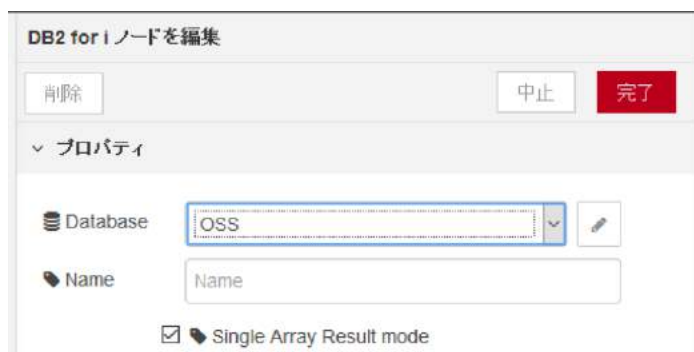 DB2 for i ノードを編集
削除 中止 完了
プロパティ
Database OSS
Name Name
Single Array Result mode